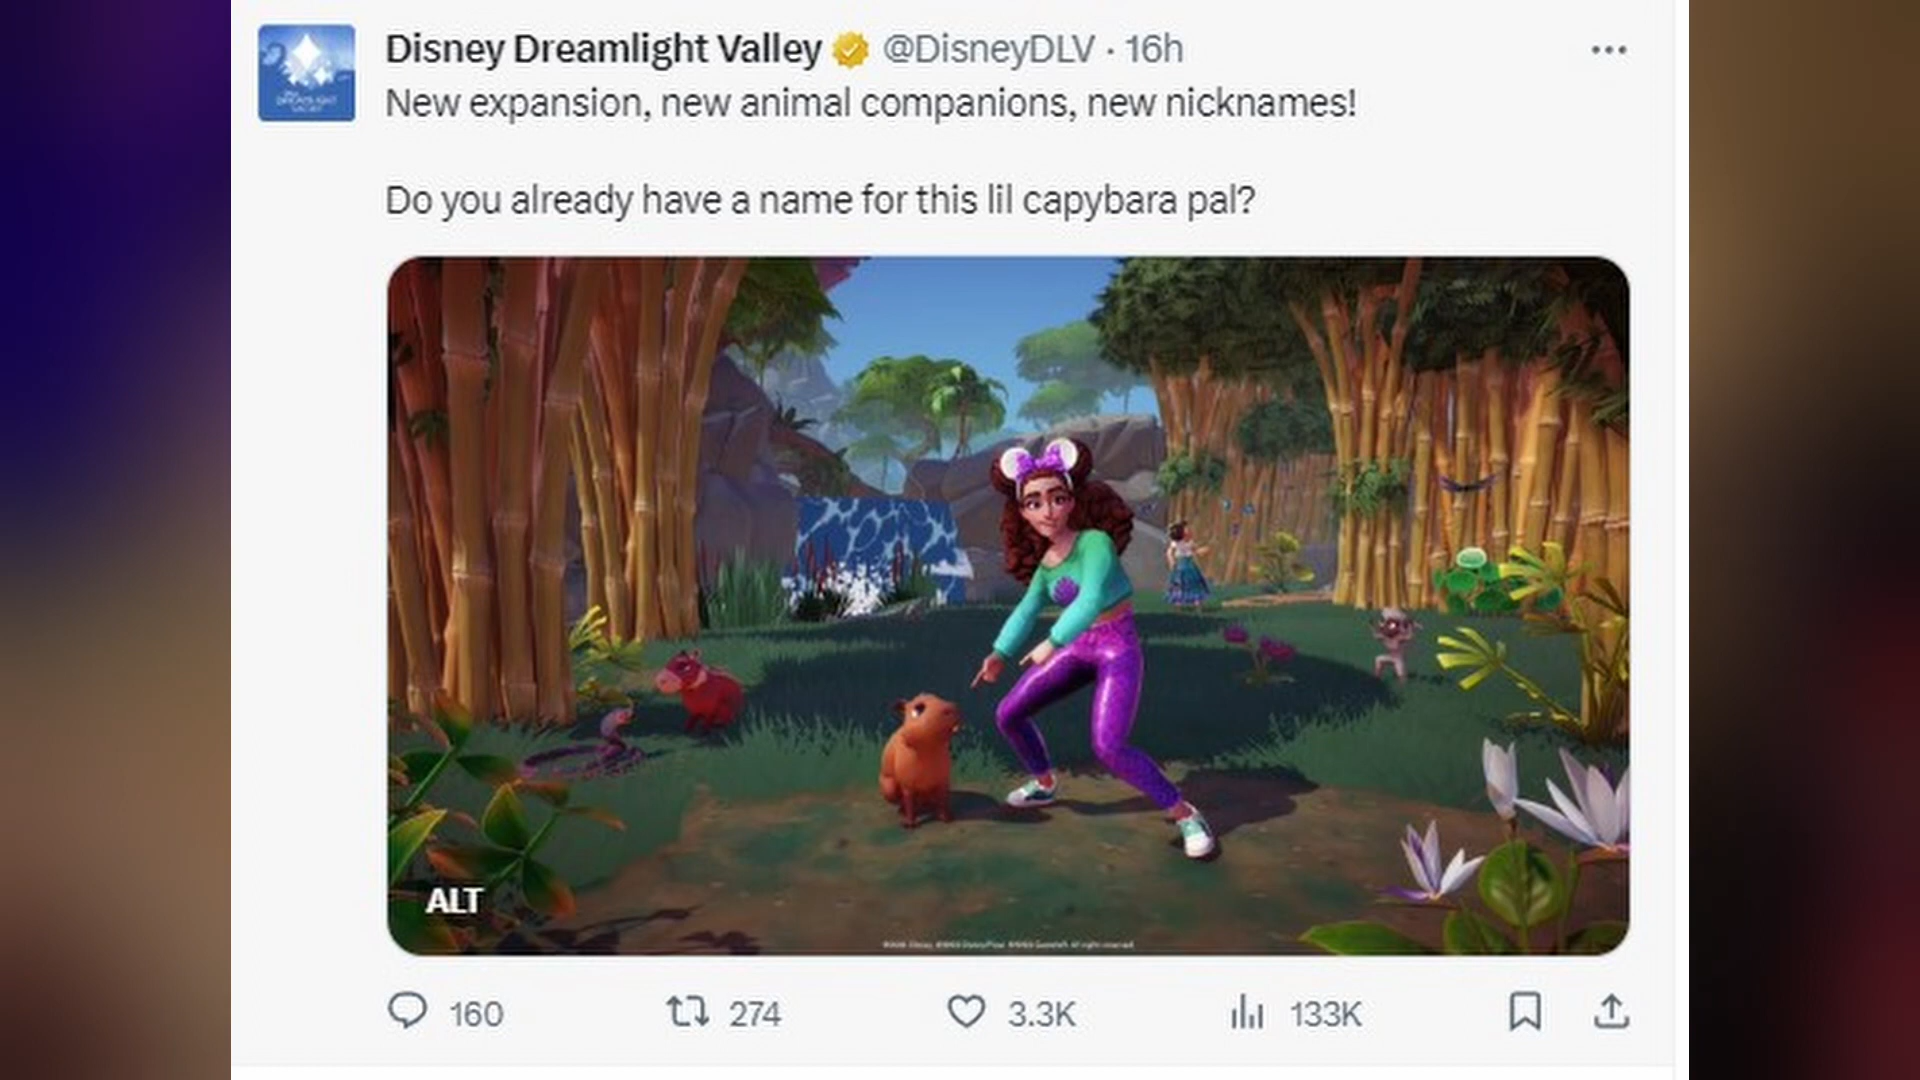 Disney Dreamlight Valley @DisneyDLV · 16h
New expansion, new animal companions, new nicknames!
Do you already have a name for this lil capybara pal?
ALT
160 274 3.3K 133K